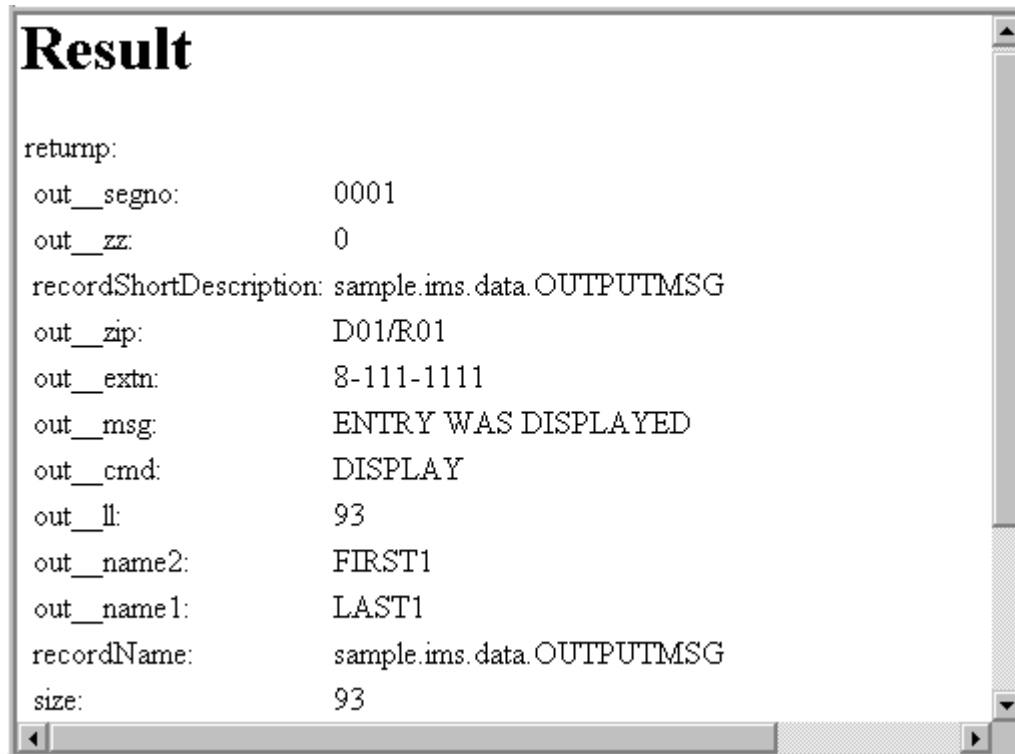 Result
returnp:
out__segno: 0001
out__zz: 0
recordShortDescription: sample.ims.data.OUTPUTMSG
out__zip: D01/R01
out__extn: 8-111-1111
out__msg: ENTRY WAS DISPLAYED
out__cmd: DISPLAY
out__ll: 93
out__name2: FIRST1
out__name1: LAST1
recordName: sample.ims.data.OUTPUTMSG
size: 93